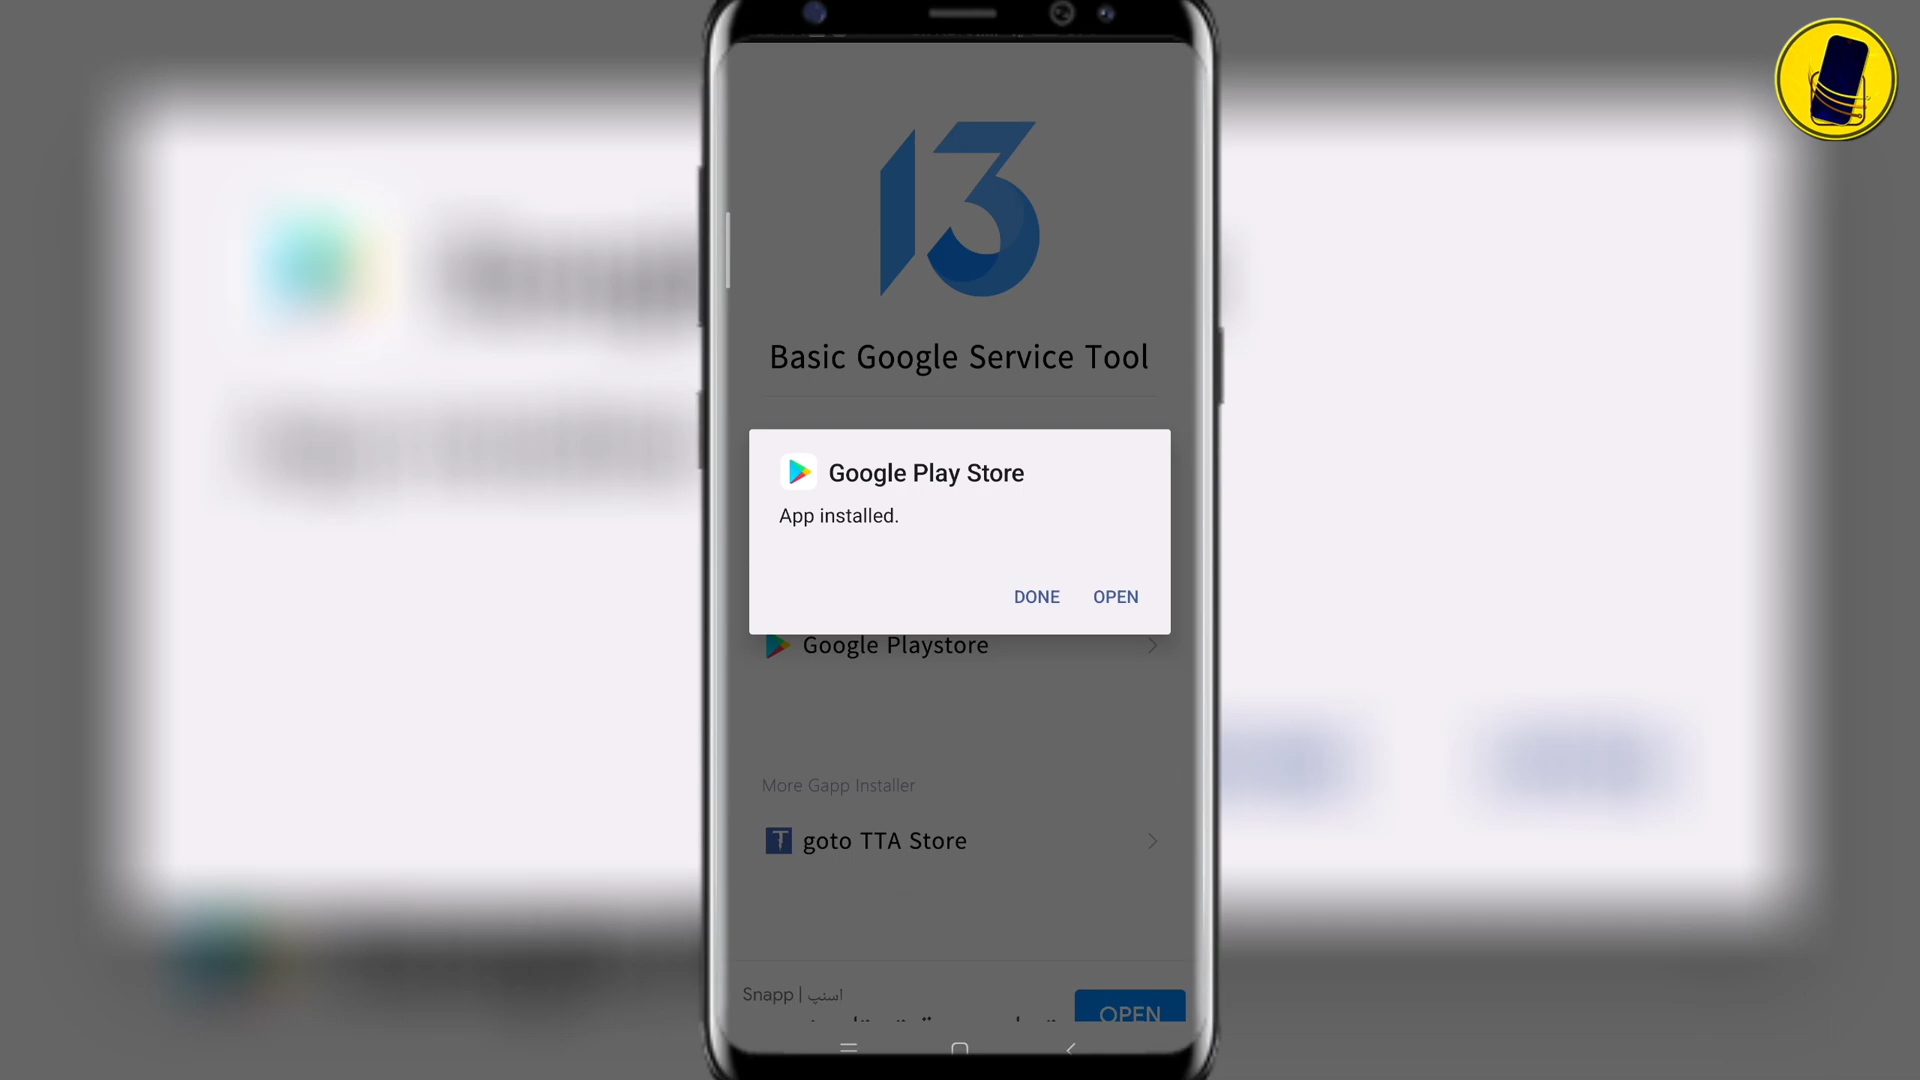 13
Basic Google Service Tool
Google Play Store
App installed.
DONE OPEN
Google Playstore
More Gapp Installer
T goto TTA Store
Snapp | اسنپ
OPEN